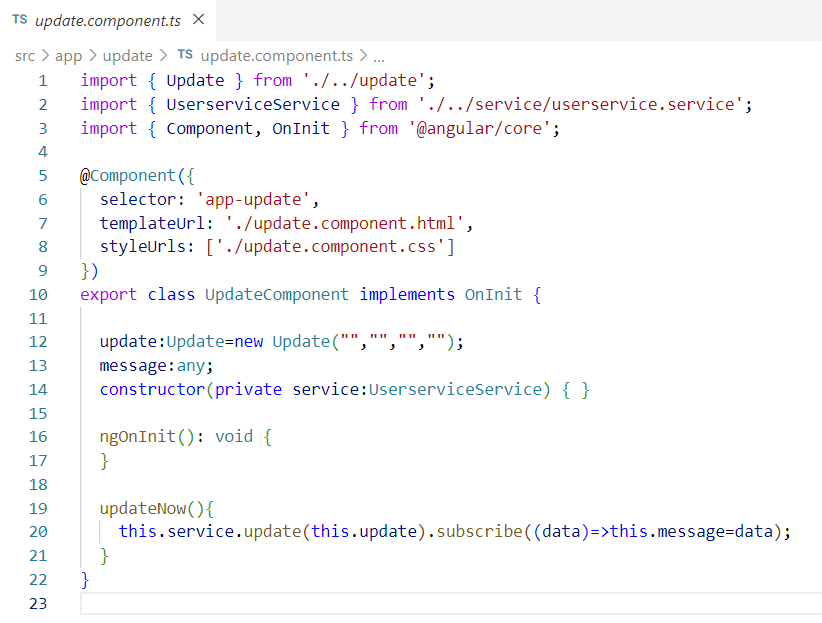 TS update.component.ts ×
src > app > update > TS update.component.ts > ...
1 import { Update } from './../update';
2 import { UserserviceService } from './../service/userservice.service';
3 import { Component, OnInit } from '@angular/core';
4
5 @Component({
6   selector: 'app-update',
7   templateUrl: './update.component.html',
8   styleUrls: ['./update.component.css']
9 })
10 export class UpdateComponent implements OnInit {
11
12   update:Update=new Update("","","","");
13   message:any;
14   constructor(private service:UserserviceService) { }
15
16   ngOnInit(): void {
17   }
18
19   updateNow(){
20     this.service.update(this.update).subscribe((data)=>this.message=data);
21   }
22 }
23